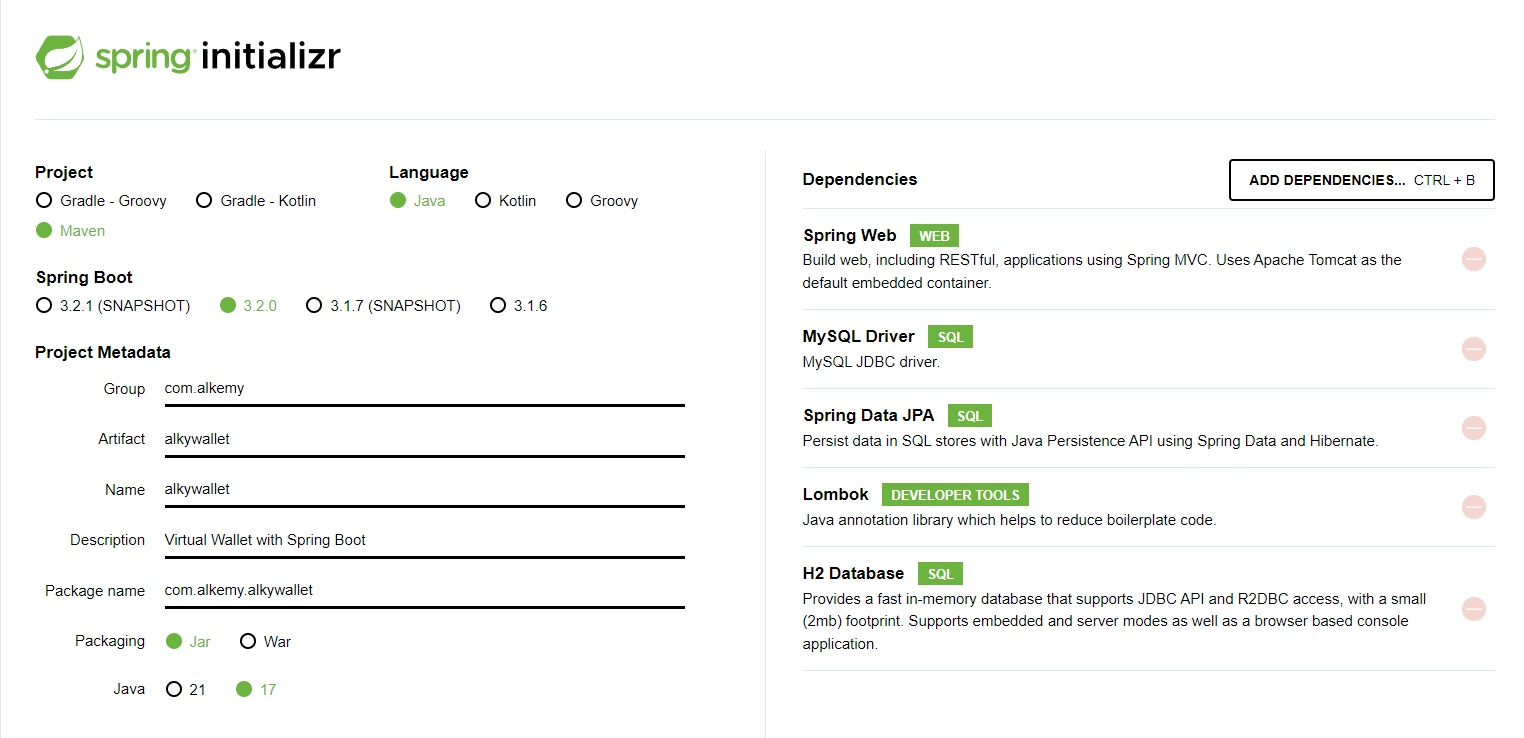 spring initializr
Project
Gradle - Groovy Gradle - Kotlin
Maven
Language
Java Kotlin Groovy
Spring Boot
3.2.1 (SNAPSHOT) 3.2.0 3.1.7 (SNAPSHOT) 3.1.6
Project Metadata
Group com.alkemy
Artifact alkywallet
Name alkywallet
Description Virtual Wallet with Spring Boot
Package name com.alkemy.alkywallet
Packaging Jar War
Java 21 17
Dependencies ADD DEPENDENCIES... CTRL + B
Spring Web WEB
Build web, including RESTful, applications using Spring MVC. Uses Apache Tomcat as the
default embedded container.
MySQL Driver SQL
MySQL JDBC driver.
Spring Data JPA SQL
Persist data in SQL stores with Java Persistence API using Spring Data and Hibernate.
Lombok DEVELOPER TOOLS
Java annotation library which helps to reduce boilerplate code.
H2 Database SQL
Provides a fast in-memory database that supports JDBC API and R2DBC access, with a small
(2mb) footprint. Supports embedded and server modes as well as a browser based console
application.